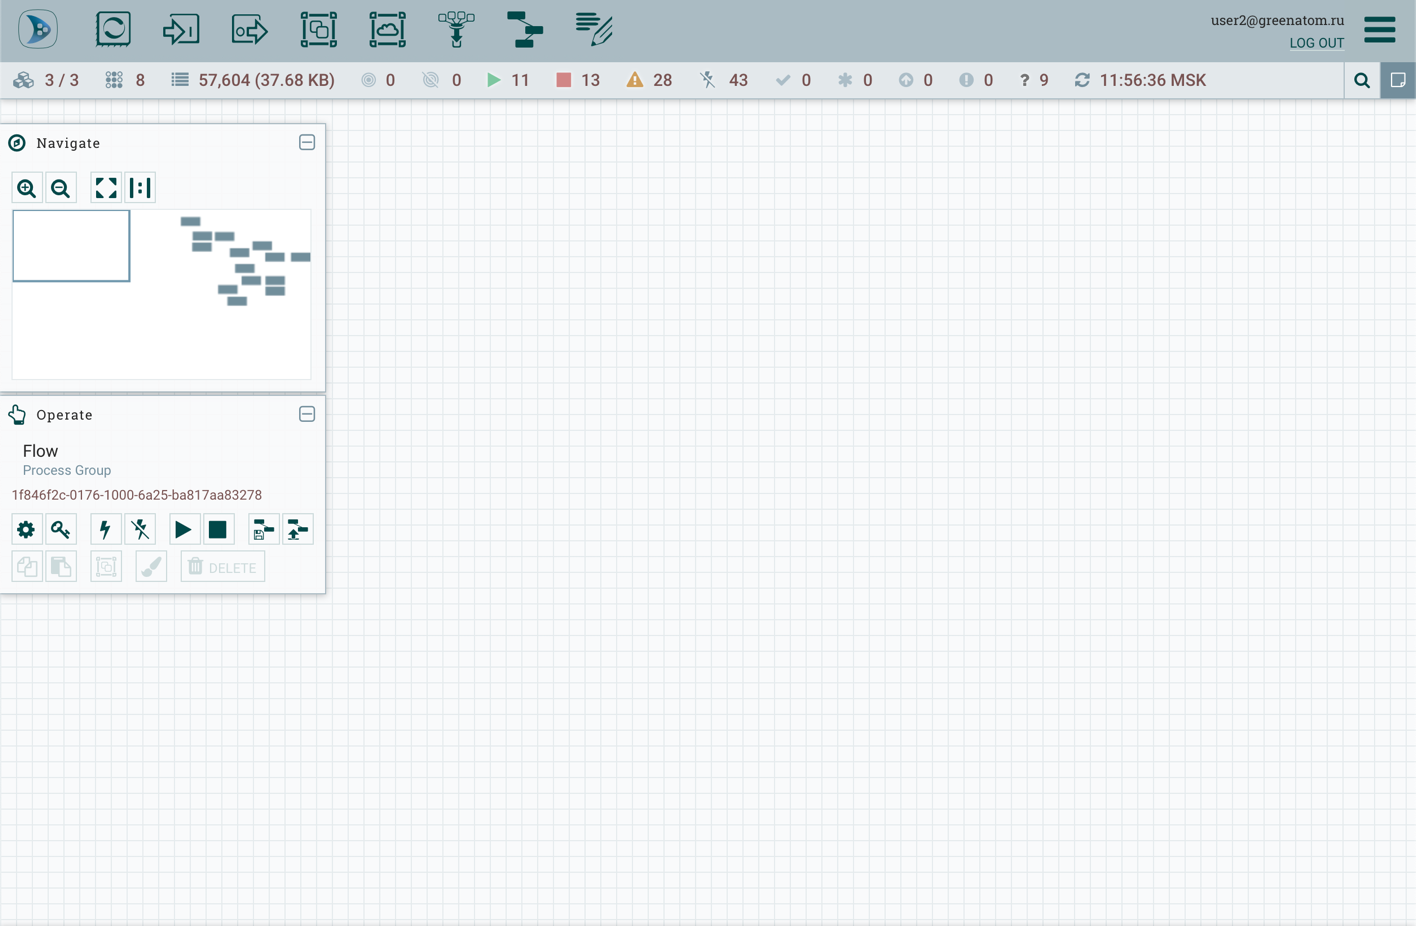 user2@greenatom.ru
LOG OUT
3 / 3 8 57,604 (37.68 KB) 0 0 11 13 28 43 0 0 0 0 ? 9 11:56:36 MSK
Navigate
Operate
Flow
Process Group
1f846f2c-0176-1000-6a25-ba817aa83278
DELETE